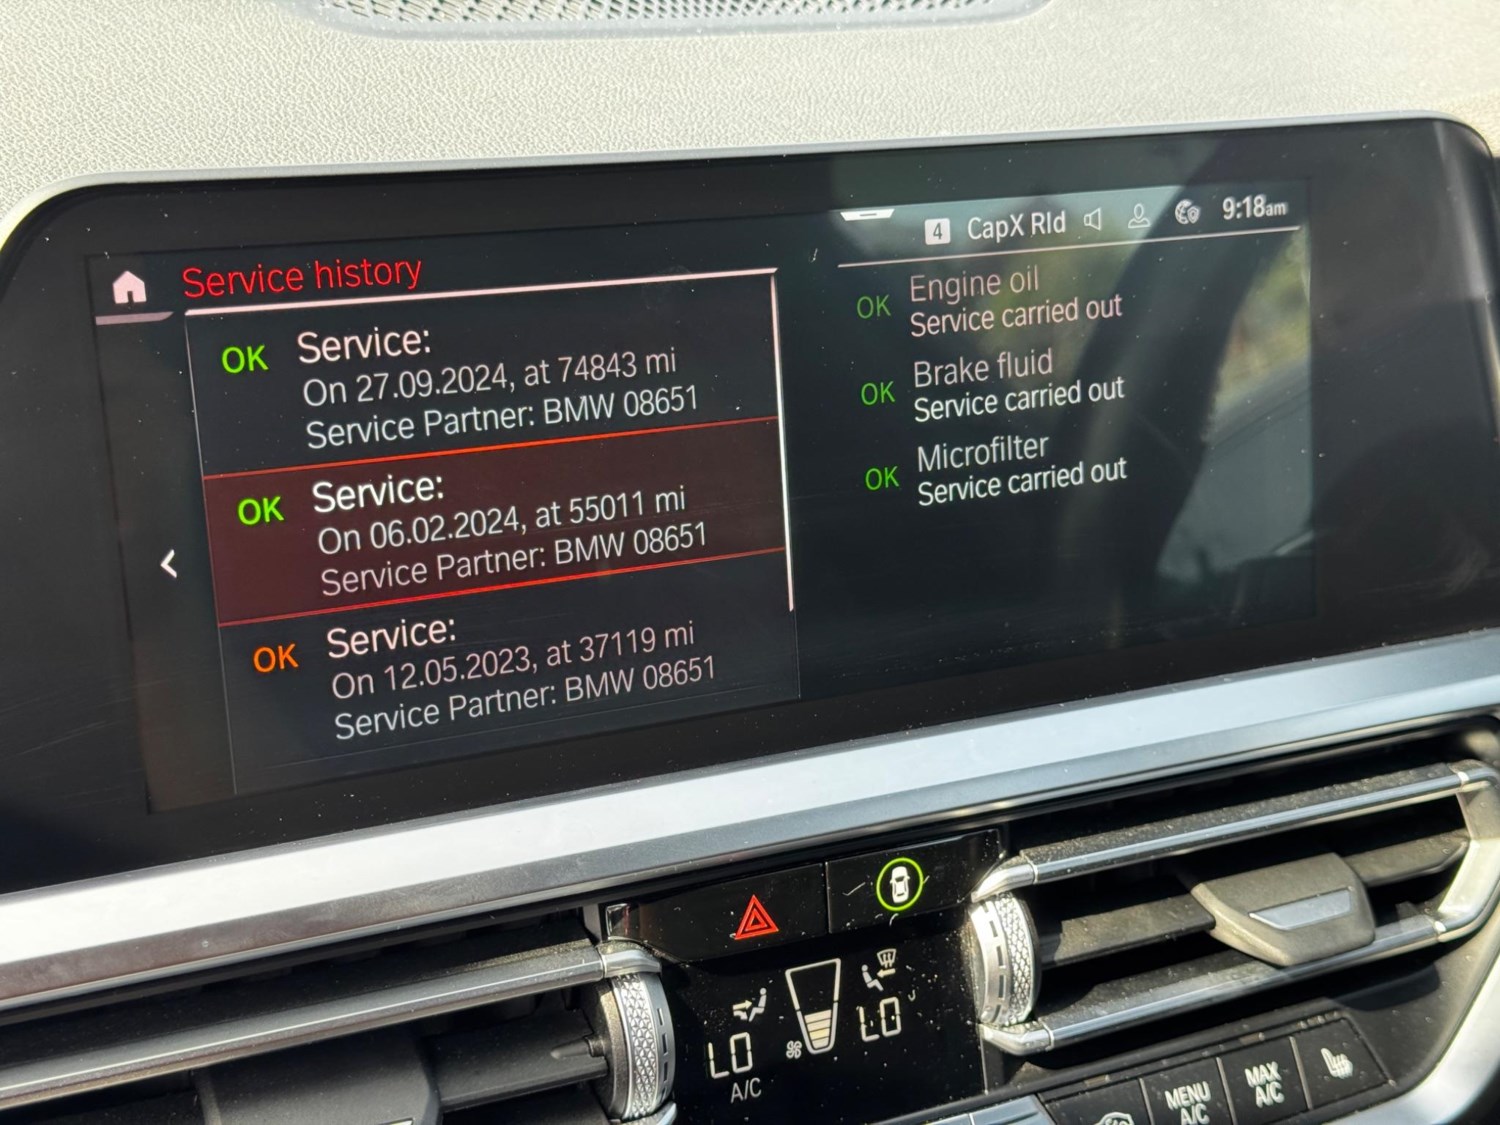 Service history
4 CapX Rld 9:18am
OK Service:
On 27.09.2024, at 74843 mi
Service Partner: BMW 08651
OK Service:
On 06.02.2024, at 55011 mi
Service Partner: BMW 08651
OK Service:
On 12.05.2023, at 37119 mi
Service Partner: BMW 08651
OK Engine oil
Service carried out
OK Brake fluid
Service carried out
OK Microfilter
Service carried out
LO
A/C
LO
MENU
A/C
MAX
A/C